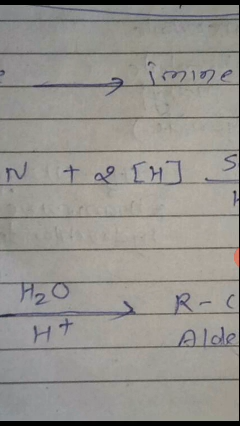 → imine
N + 2 [H] S
H₂O
→ R - C
H⁺
Alde